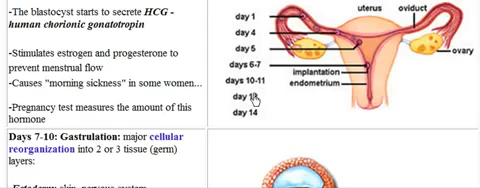 -The blastocyst starts to secrete HCG -
human chorionic gonatotropin
-Stimulates estrogen and progesterone to
prevent menstrual flow
-Causes "morning sickness" in some women...
-Pregnancy test measures the amount of this
hormone
uterus
oviduct
day 1
day 4
day 5
days 6-7
implantation
ovary
days 10-11
endometrium
day
day 14
Days 7-10: Gastrulation: major cellular
reorganization into 2 or 3 tissue (germ)
layers: